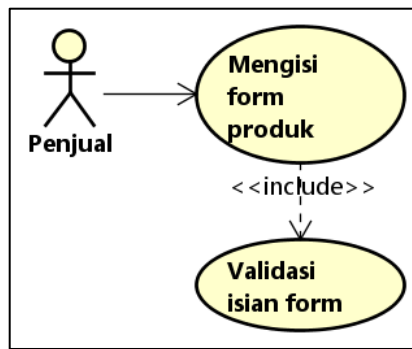 Mengisi
form
produk
Penjual
<<include>>
Validasi
isian form